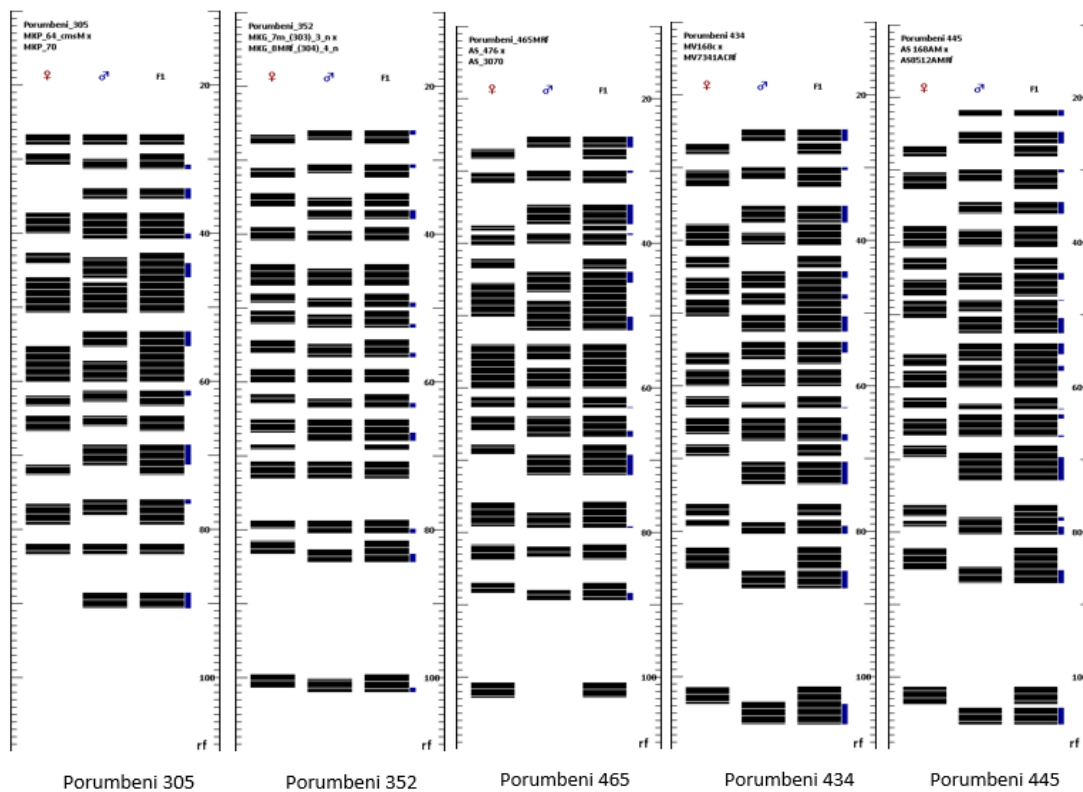 Porumbeni_305
MKP_64_cmsM x
MKP_70
♀ ♂ F1
20
40
60
80
100
rf
Porumbeni_352
MKG_7m_(303)_3_n x
MKG_8MRf_(304)_4_n
♀ ♂ F1
20
40
60
80
100
rf
Porumbeni_465MRf
AS_476 x
AS_3070
♀ ♂ F1
20
40
60
80
100
rf
Porumbeni 434
MV168c x
MV7341ACRf
♀ ♂ F1
20
40
60
80
100
rf
Porumbeni 445
AS 168AM x
AS8512AMRf
♀ ♂ F1
20
40
60
80
100
rf
Porumbeni 305
Porumbeni 352
Porumbeni 465
Porumbeni 434
Porumbeni 445